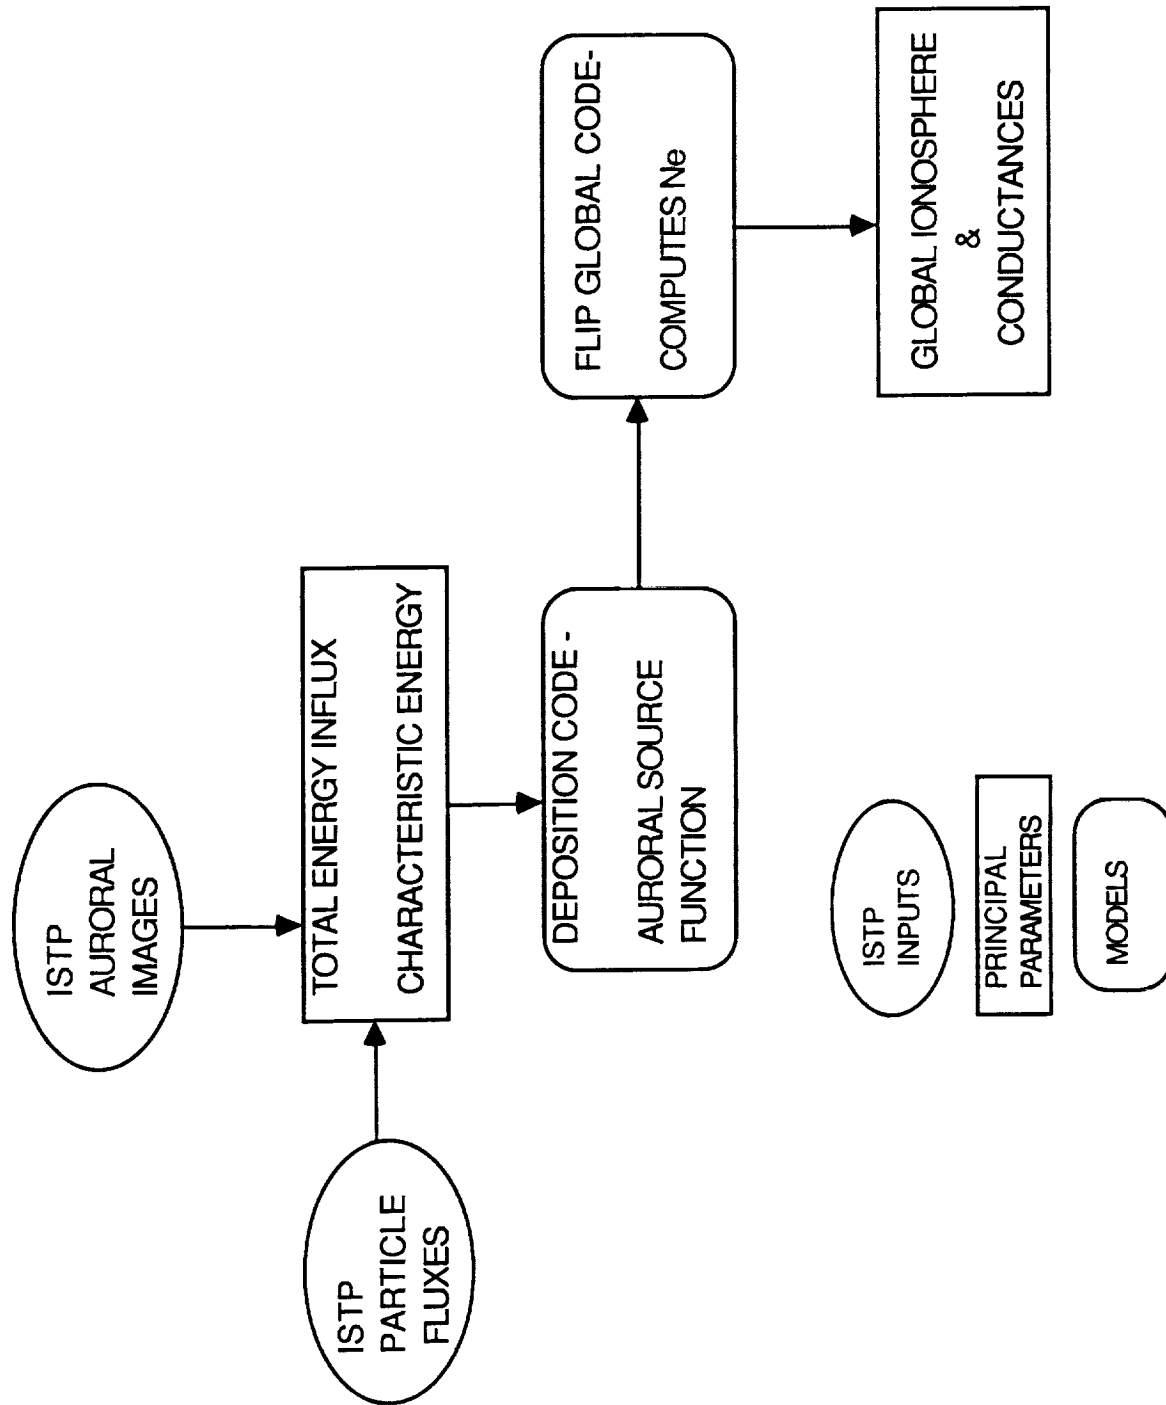 ISTP
AURORAL
IMAGES
ISTP
PARTICLE
FLUXES
TOTAL ENERGY INFLUX
CHARACTERISTIC ENERGY
DEPOSITION CODE -
AURORAL SOURCE
FUNCTION
FLIP GLOBAL CODE-
COMPUTES Ne
GLOBAL IONOSPHERE
&
CONDUCTANCES
ISTP
INPUTS
PRINCIPAL
PARAMETERS
MODELS